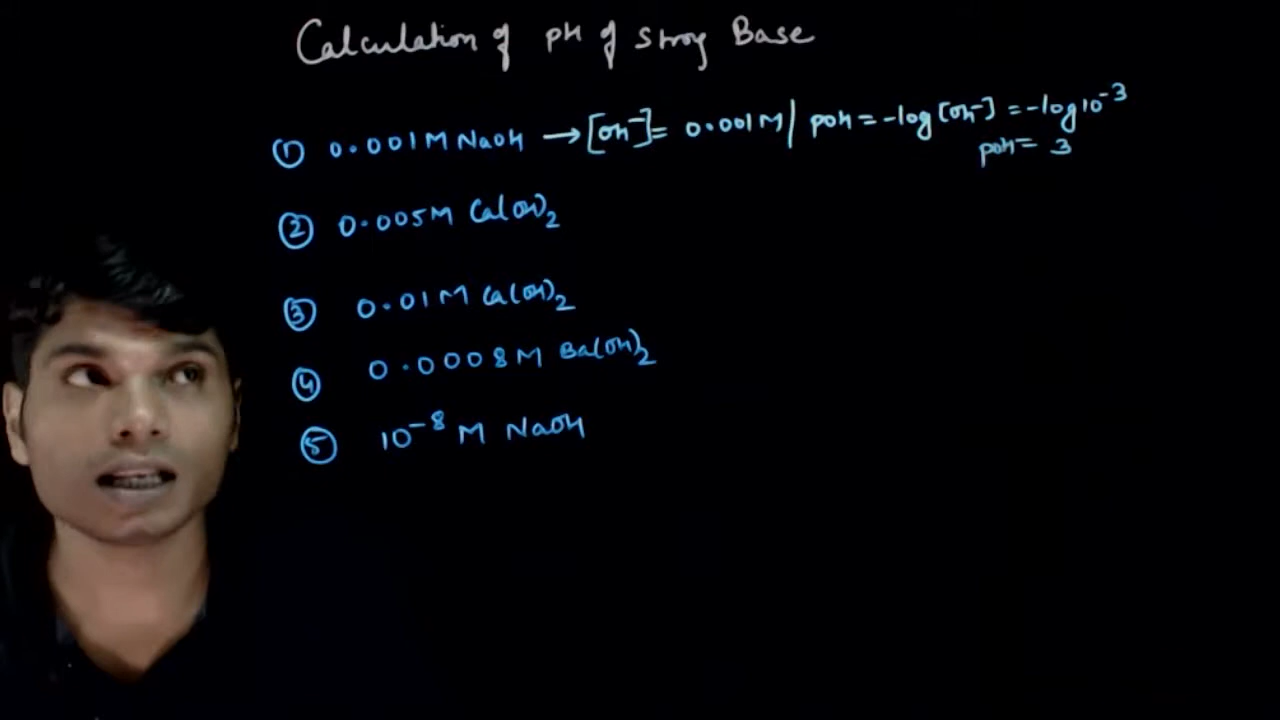 Calculation of pH of strong Base
① 0.001M NaOH → [OH⁻]= 0.001M | pOH = -log[OH⁻] = -log10⁻³
pOH = 3
② 0.005M Ca(OH)₂
③ 0.01M Ca(OH)₂
④ 0.0008M Ba(OH)₂
⑤ 10⁻⁸ M NaOH